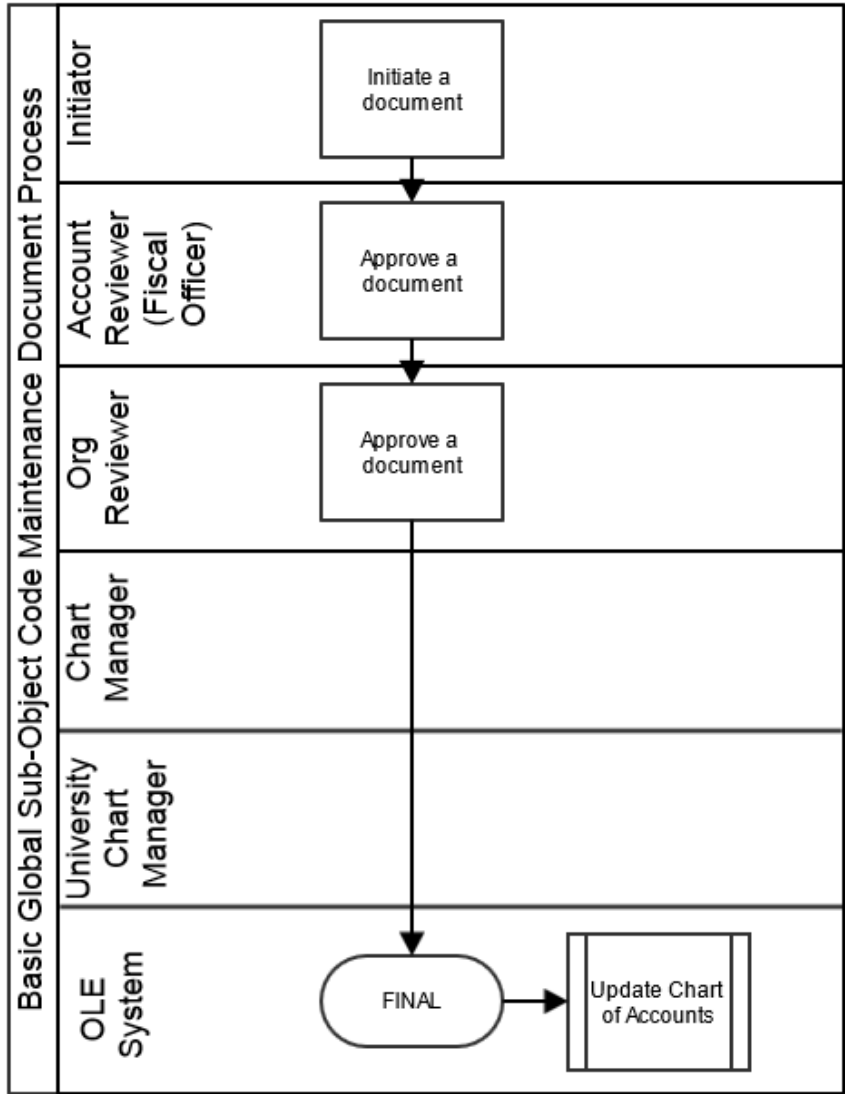 Basic Global Sub-Object Code Maintenance Document Process
Initiator
Initiate a
document
Account
Reviewer
(Fiscal
Officer)
Approve a
document
Org
Reviewer
Approve a
document
Chart
Manager
University
Chart
Manager
OLE
System
FINAL
Update Chart
of Accounts